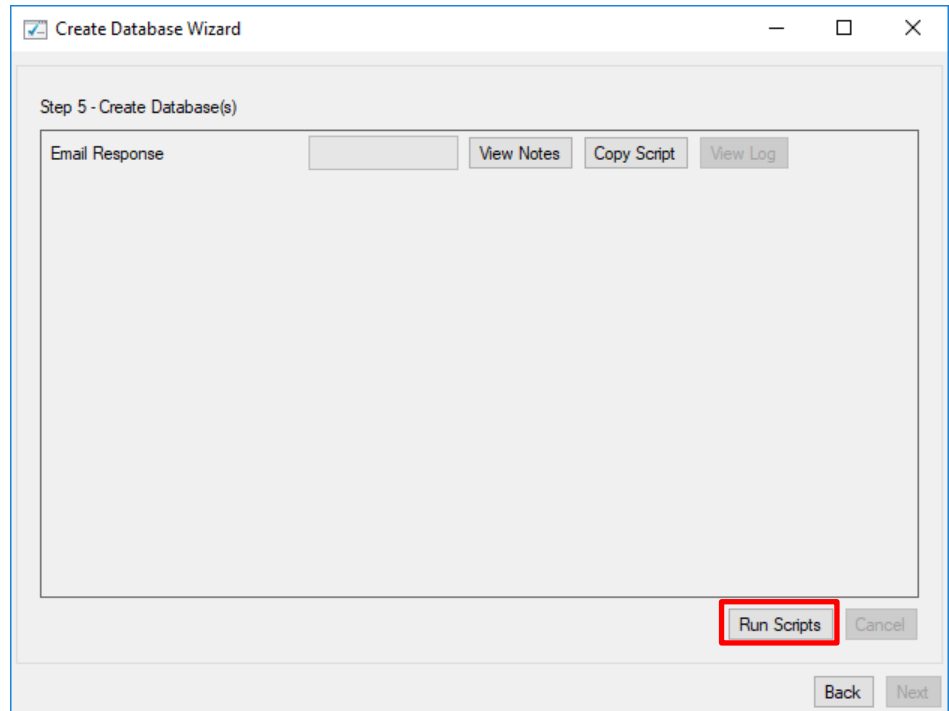 Create Database Wizard
Step 5 - Create Database(s)
Email Response View Notes Copy Script View Log
Run Scripts Cancel
Back Next